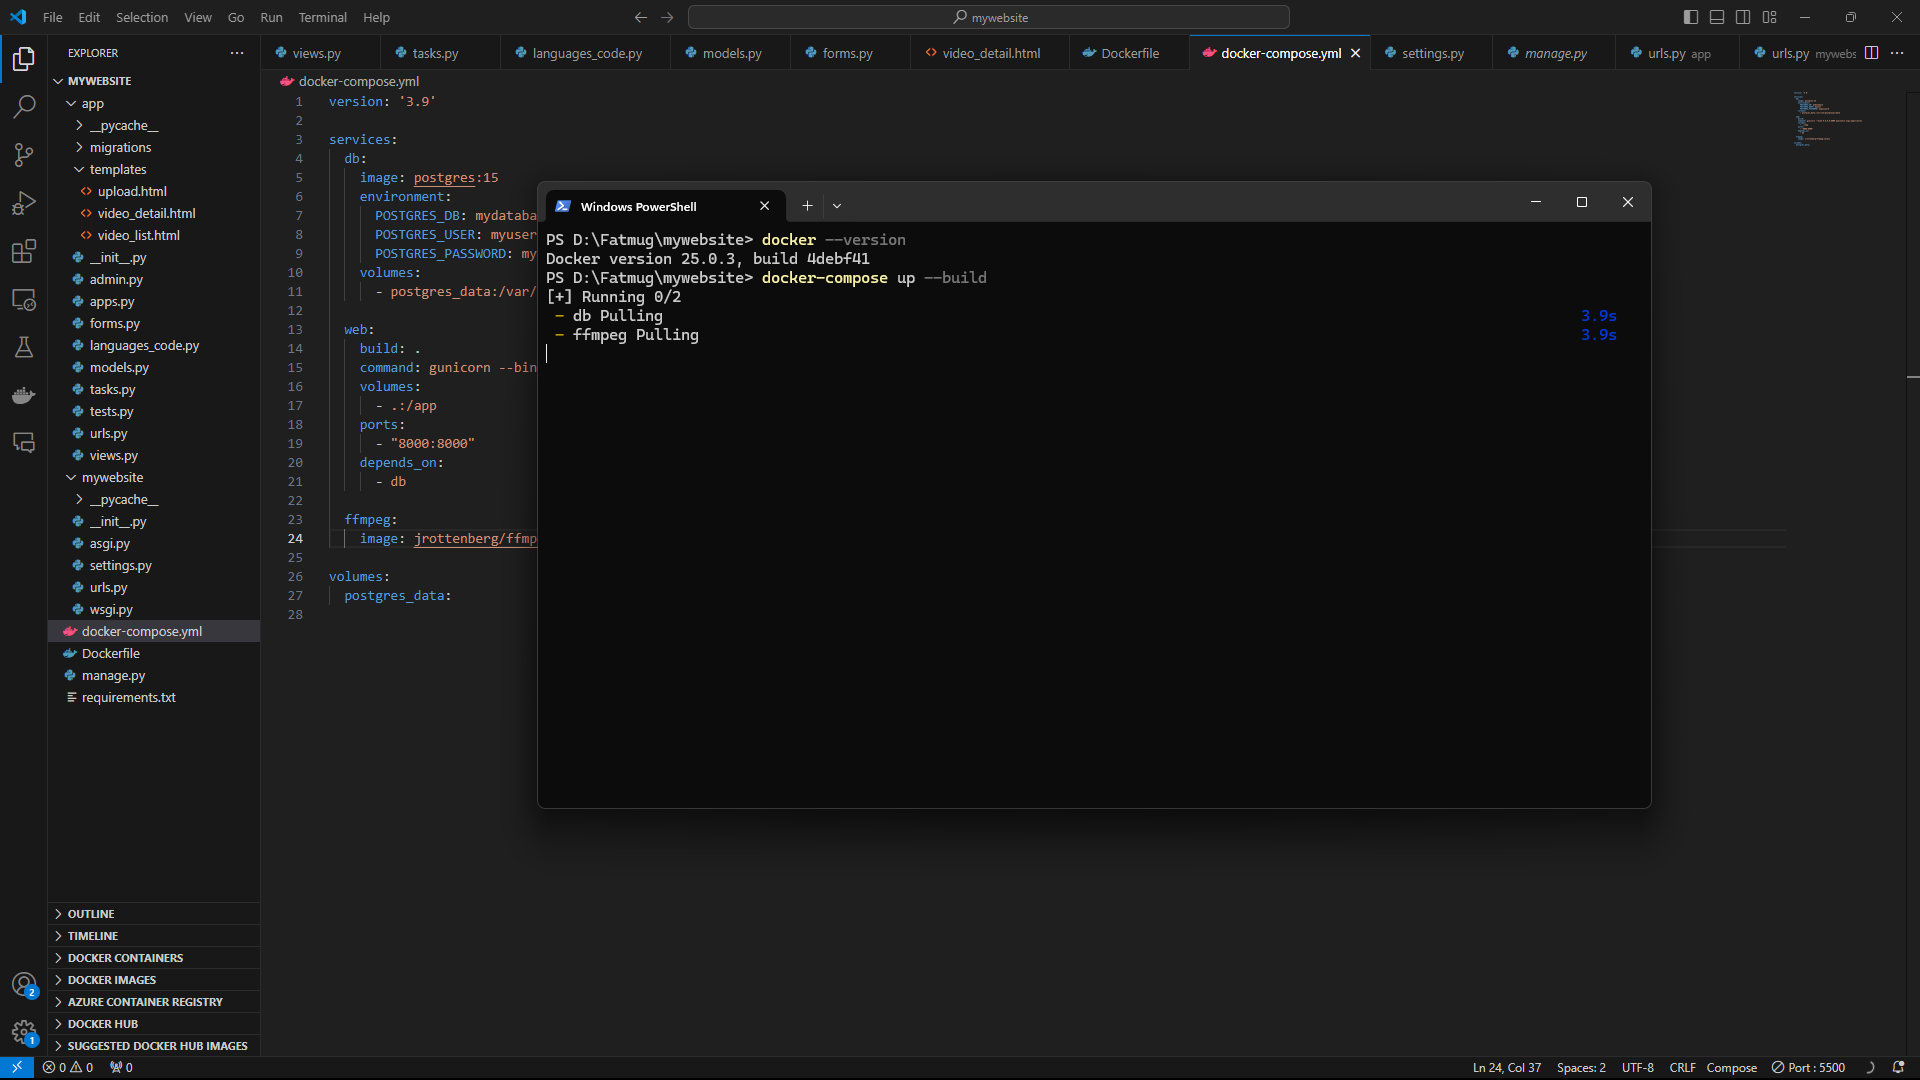 File Edit Selection View Go Run Terminal Help
mywebsite
EXPLORER
views.py
tasks.py
languages_code.py
models.py
forms.py
video_detail.html
Dockerfile
docker-compose.yml
settings.py
manage.py
urls.py app
urls.py mywebs
MYWEBSITE
app
__pycache__
migrations
templates
upload.html
video_detail.html
video_list.html
__init__.py
admin.py
apps.py
forms.py
languages_code.py
models.py
tasks.py
tests.py
urls.py
views.py
mywebsite
__pycache__
__init__.py
asgi.py
settings.py
urls.py
wsgi.py
docker-compose.yml
Dockerfile
manage.py
requirements.txt
OUTLINE
TIMELINE
DOCKER CONTAINERS
DOCKER IMAGES
AZURE CONTAINER REGISTRY
DOCKER HUB
SUGGESTED DOCKER HUB IMAGES
2
1
docker-compose.yml
1 version: '3.9'
2
3 services:
4 db:
5 image: postgres:15
6 environment:
7 POSTGRES_DB: mydataba
8 POSTGRES_USER: myuser
9 POSTGRES_PASSWORD: my
10 volumes:
11 - postgres_data:/var/
12
13 web:
14 build: .
15 command: gunicorn --bin
16 volumes:
17 - .:/app
18 ports:
19 - "8000:8000"
20 depends_on:
21 - db
22
23 ffmpeg:
24 image: jrottenberg/ffmp
25
26 volumes:
27 postgres_data:
28
Windows PowerShell
PS D:\Fatmug\mywebsite> docker --version
Docker version 25.0.3, build 4debf41
PS D:\Fatmug\mywebsite> docker-compose up --build
[+] Running 0/2
- db Pulling 3.9s
- ffmpeg Pulling 3.9s
0 0 0
Ln 24, Col 37 Spaces: 2 UTF-8 CRLF Compose Port : 5500